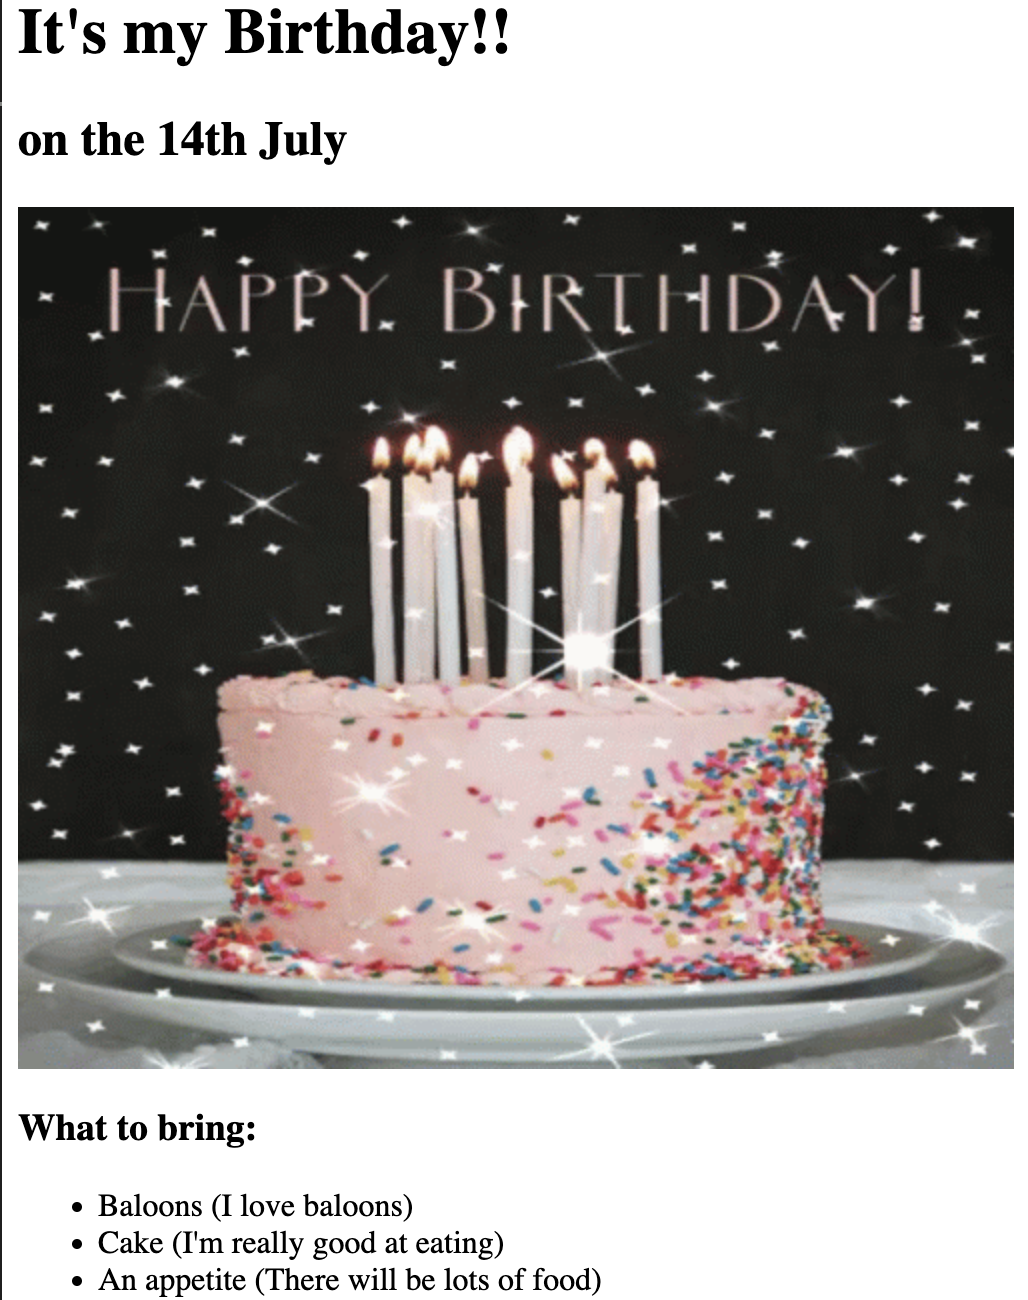 It's my Birthday!!
on the 14th July
HAPPY BIRTHDAY!
What to bring:
• Baloons (I love baloons)
• Cake (I'm really good at eating)
• An appetite (There will be lots of food)